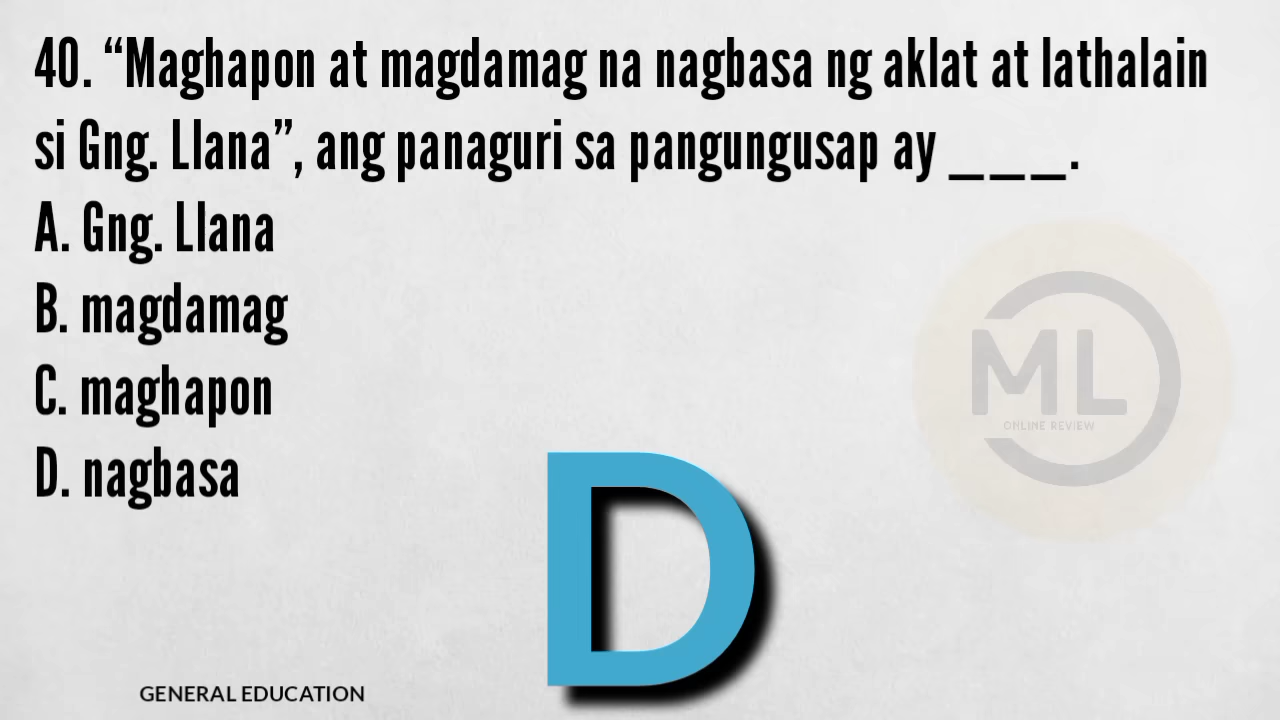 40. “Maghapon at magdamag na nagbasa ng aklat at lathalain
si Gng. Llana”, ang panaguri sa pangungusap ay ___.
A. Gng. Llana
B. magdamag
C. maghapon
D. nagbasa
ML
ONLINE REVIEW
D
GENERAL EDUCATION